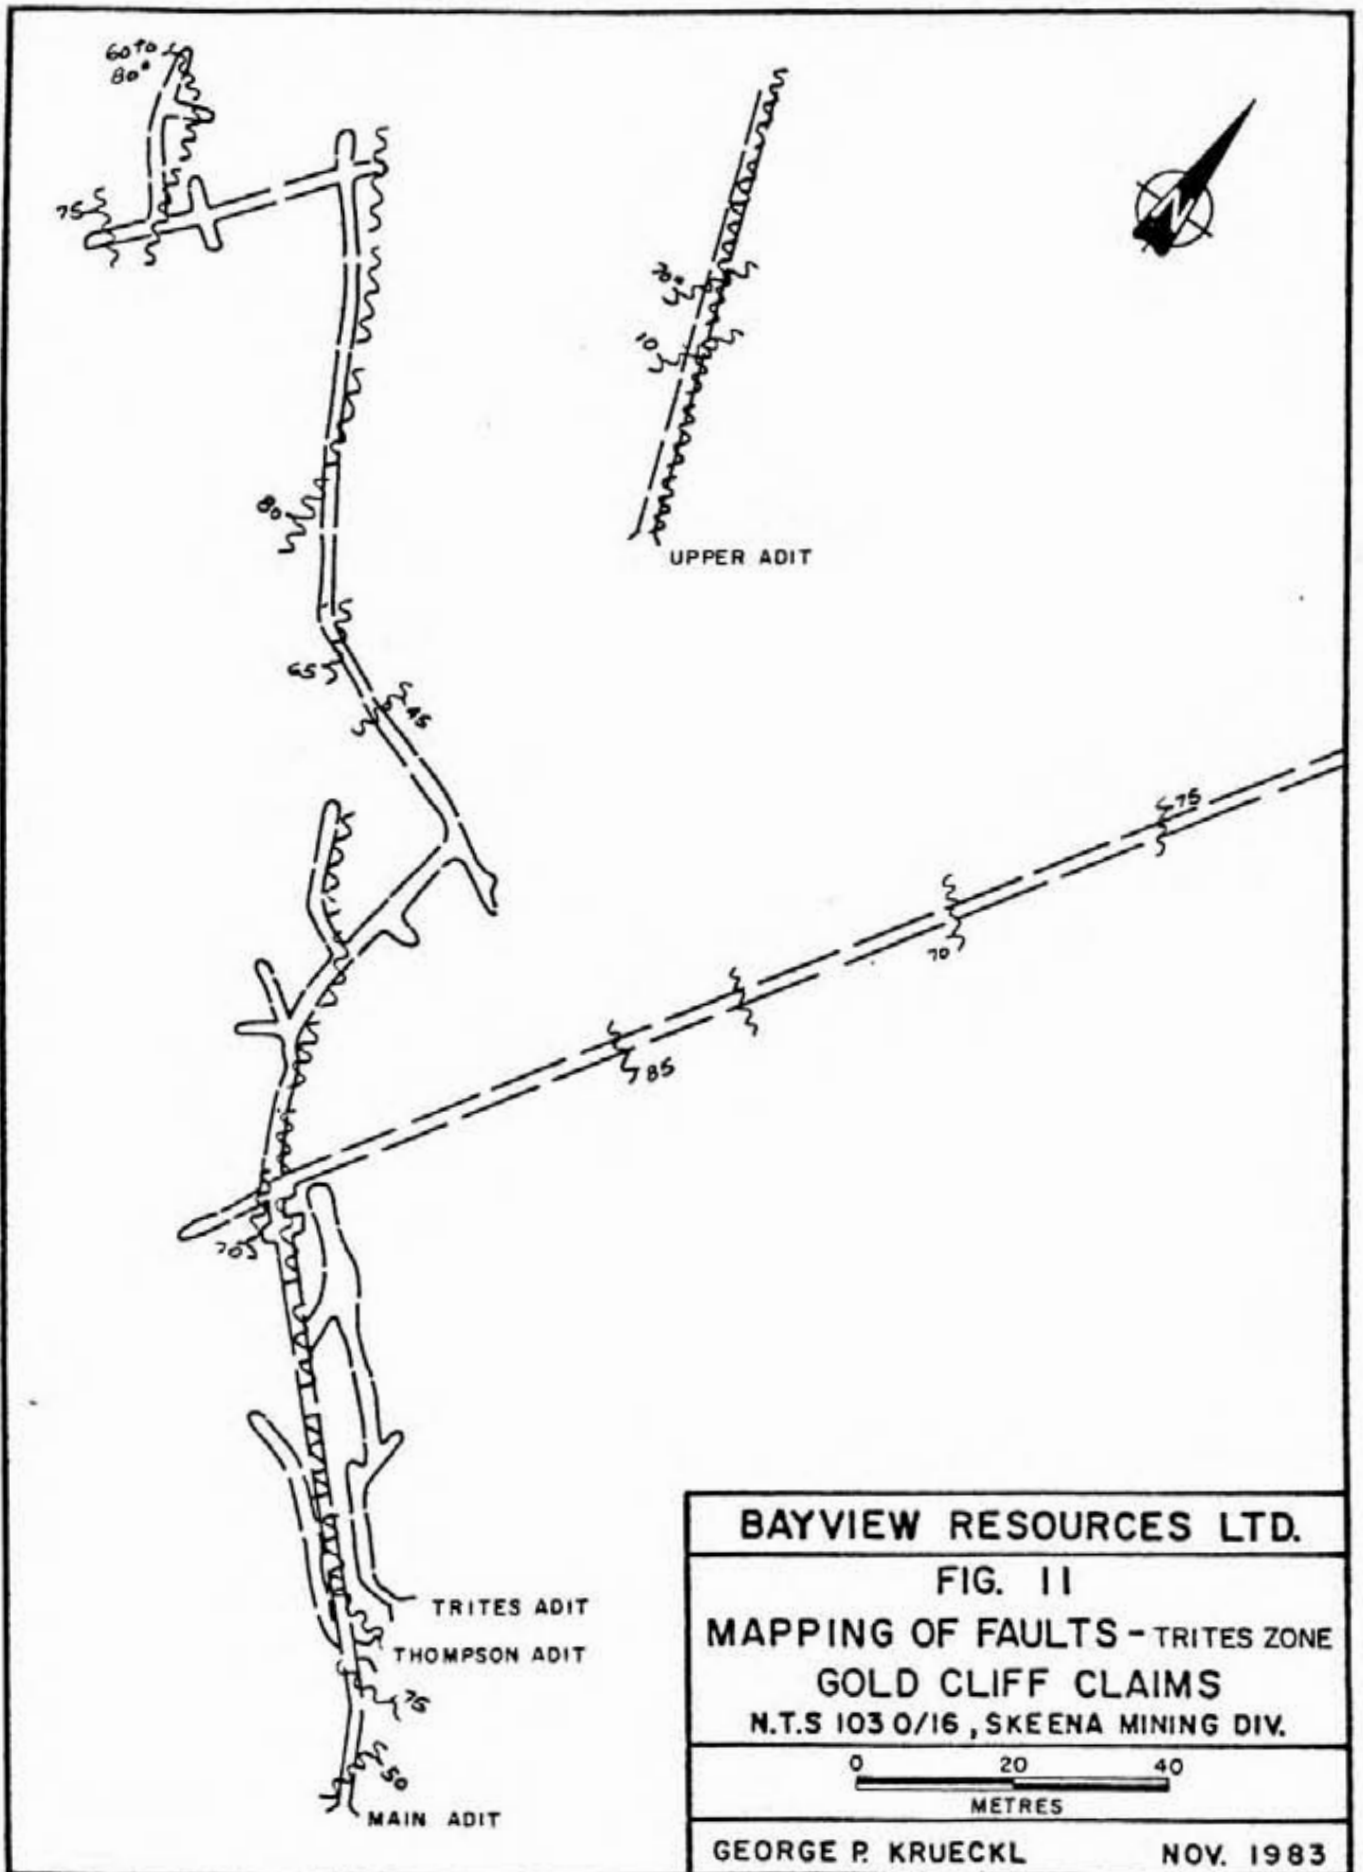 60 to
80°
75
70°
10
UPPER ADIT
80
65
45
75
70
85
70
TRITES ADIT
THOMPSON ADIT
75
50
MAIN ADIT
N
BAYVIEW RESOURCES LTD.
FIG. 11
MAPPING OF FAULTS - TRITES ZONE
GOLD CLIFF CLAIMS
N.T.S 103 O/16, SKEENA MINING DIV.
0 20 40
METRES
GEORGE P. KRUECKL NOV. 1983